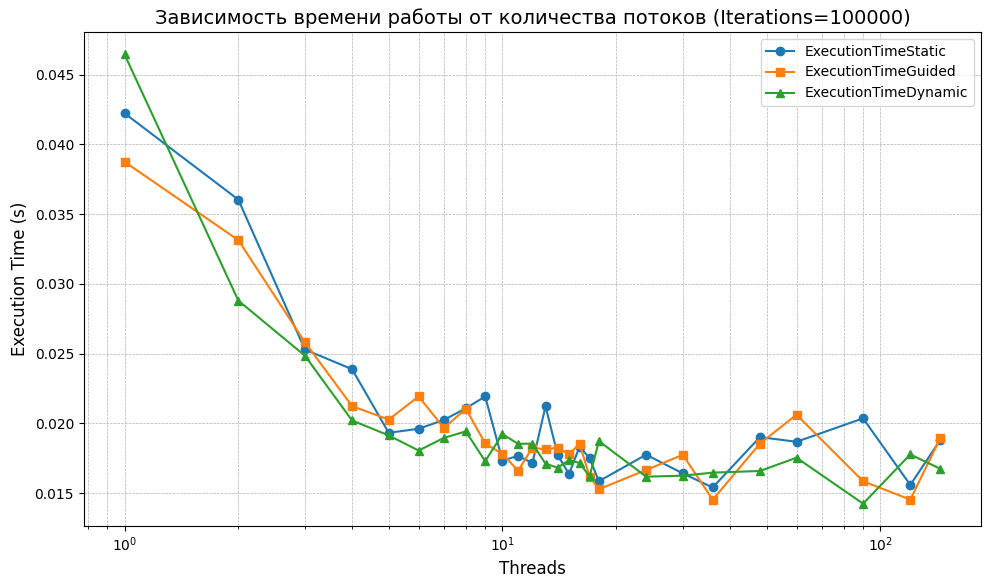 Зависимость времени работы от количества потоков (Iterations=100000)
ExecutionTimeStatic
ExecutionTimeGuided
ExecutionTimeDynamic
Execution Time (s)
0.045
0.040
0.035
0.030
0.025
0.020
0.015
10⁰
10¹
10²
Threads